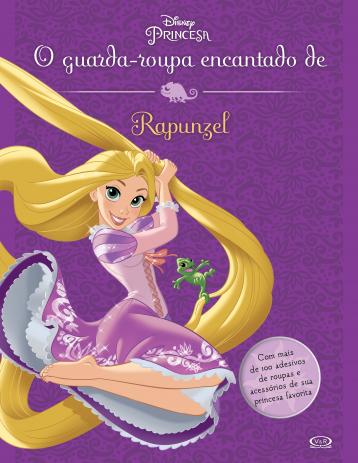 Disney
PRINCESA
O guarda-roupa encantado de
Rapunzel
Com mais
de 100 adesivos
de roupas e
acessórios de sua
princesa favorita
V&R